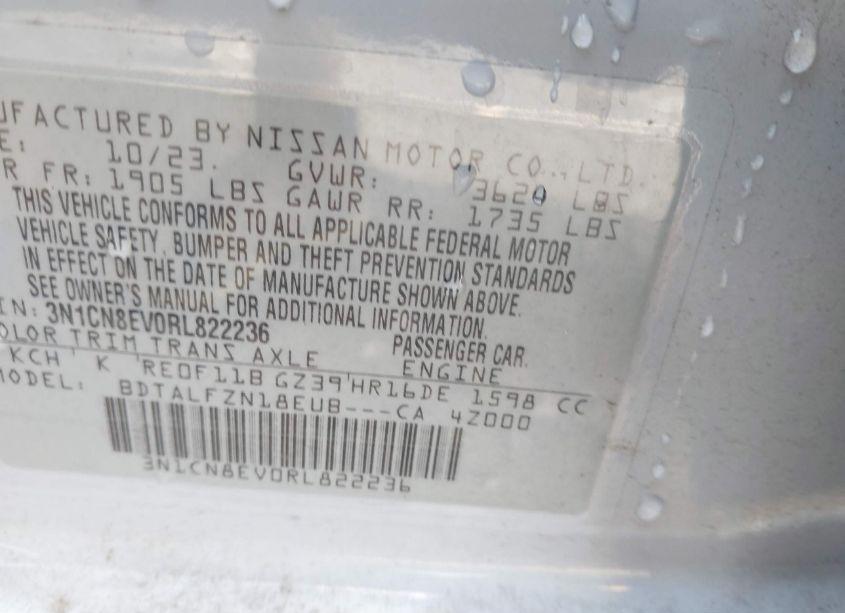 UFACTURED BY NISSAN MOTOR CO., LTD.
E: 10/23. GVWR: 3624 LBS
R FR: 1905 LBS GAWR RR: 1735 LBS
THIS VEHICLE CONFORMS TO ALL APPLICABLE FEDERAL MOTOR
VEHICLE SAFETY, BUMPER AND THEFT PREVENTION STANDARDS
IN EFFECT ON THE DATE OF MANUFACTURE SHOWN ABOVE.
SEE OWNER'S MANUAL FOR ADDITIONAL INFORMATION.
IN: 3N1CN8EV0RL822236 PASSENGER CAR.
OLOR TRIM TRANS AXLE ENGINE
KCH K RE0F11B GZ39 HR16DE 1598 CC
MODEL: BDTALFZN18EUB---CA 4Z000
3N1CN8EV0RL822236